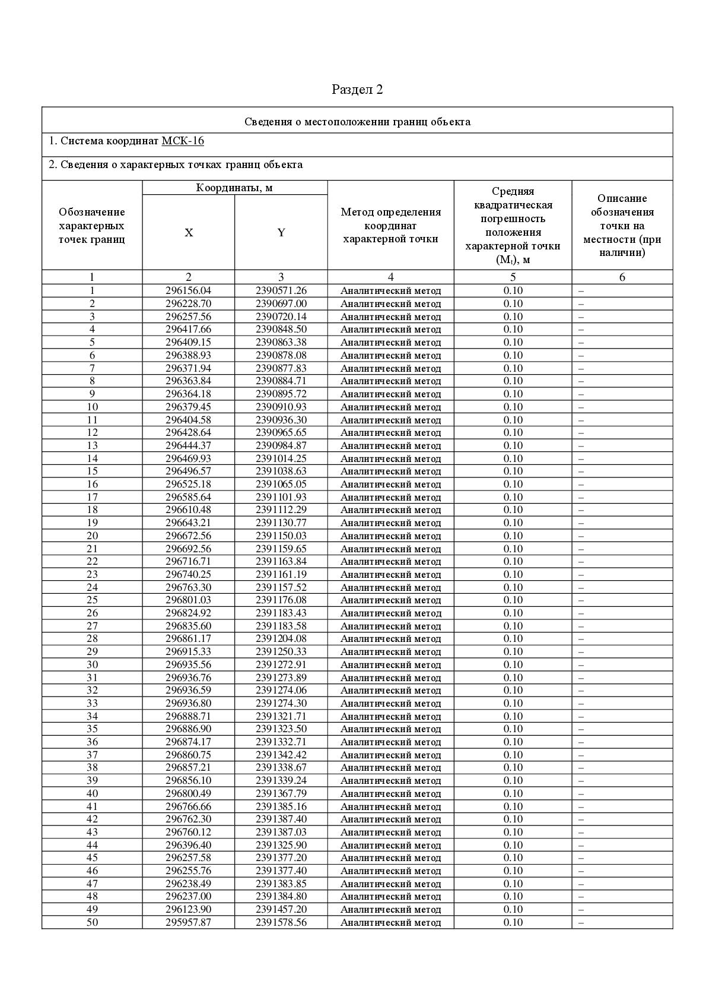 Раздел 2
Сведения о местоположении границ объекта
1. Система координат МСК-16
2. Сведения о характерных точках границ объекта
Обозначение характерных точек границ
Координаты, м
X
Y
Метод определения координат характерной точки
Средняя квадратическая погрешность положения характерной точки (Mt), м
Описание обозначения точки на местности (при наличии)
1 2 3 4 5 6
1 296156.04 2390571.26 Аналитический метод 0.10 –
2 296228.70 2390697.00 Аналитический метод 0.10 –
3 296257.56 2390720.14 Аналитический метод 0.10 –
4 296417.66 2390848.50 Аналитический метод 0.10 –
5 296409.15 2390863.38 Аналитический метод 0.10 –
6 296388.93 2390878.08 Аналитический метод 0.10 –
7 296371.94 2390877.83 Аналитический метод 0.10 –
8 296363.84 2390884.71 Аналитический метод 0.10 –
9 296364.18 2390895.72 Аналитический метод 0.10 –
10 296379.45 2390910.93 Аналитический метод 0.10 –
11 296404.58 2390936.30 Аналитический метод 0.10 –
12 296428.64 2390965.65 Аналитический метод 0.10 –
13 296444.37 2390984.87 Аналитический метод 0.10 –
14 296469.93 2391014.25 Аналитический метод 0.10 –
15 296496.57 2391038.63 Аналитический метод 0.10 –
16 296525.18 2391065.05 Аналитический метод 0.10 –
17 296585.64 2391101.93 Аналитический метод 0.10 –
18 296610.48 2391112.29 Аналитический метод 0.10 –
19 296643.21 2391130.77 Аналитический метод 0.10 –
20 296672.56 2391150.03 Аналитический метод 0.10 –
21 296692.56 2391159.65 Аналитический метод 0.10 –
22 296716.71 2391163.84 Аналитический метод 0.10 –
23 296740.25 2391161.19 Аналитический метод 0.10 –
24 296763.30 2391157.52 Аналитический метод 0.10 –
25 296801.03 2391176.08 Аналитический метод 0.10 –
26 296824.92 2391183.43 Аналитический метод 0.10 –
27 296835.60 2391183.58 Аналитический метод 0.10 –
28 296861.17 2391204.08 Аналитический метод 0.10 –
29 296915.33 2391250.33 Аналитический метод 0.10 –
30 296935.56 2391272.91 Аналитический метод 0.10 –
31 296936.76 2391273.89 Аналитический метод 0.10 –
32 296936.59 2391274.06 Аналитический метод 0.10 –
33 296936.80 2391274.30 Аналитический метод 0.10 –
34 296888.71 2391321.71 Аналитический метод 0.10 –
35 296886.90 2391323.50 Аналитический метод 0.10 –
36 296874.17 2391332.71 Аналитический метод 0.10 –
37 296860.75 2391342.42 Аналитический метод 0.10 –
38 296857.21 2391338.67 Аналитический метод 0.10 –
39 296856.10 2391339.24 Аналитический метод 0.10 –
40 296800.49 2391367.79 Аналитический метод 0.10 –
41 296766.66 2391385.16 Аналитический метод 0.10 –
42 296762.30 2391387.40 Аналитический метод 0.10 –
43 296760.12 2391387.03 Аналитический метод 0.10 –
44 296396.40 2391325.90 Аналитический метод 0.10 –
45 296257.58 2391377.20 Аналитический метод 0.10 –
46 296255.76 2391377.40 Аналитический метод 0.10 –
47 296238.49 2391383.85 Аналитический метод 0.10 –
48 296237.00 2391384.80 Аналитический метод 0.10 –
49 296123.90 2391457.20 Аналитический метод 0.10 –
50 295957.87 2391578.56 Аналитический метод 0.10 –